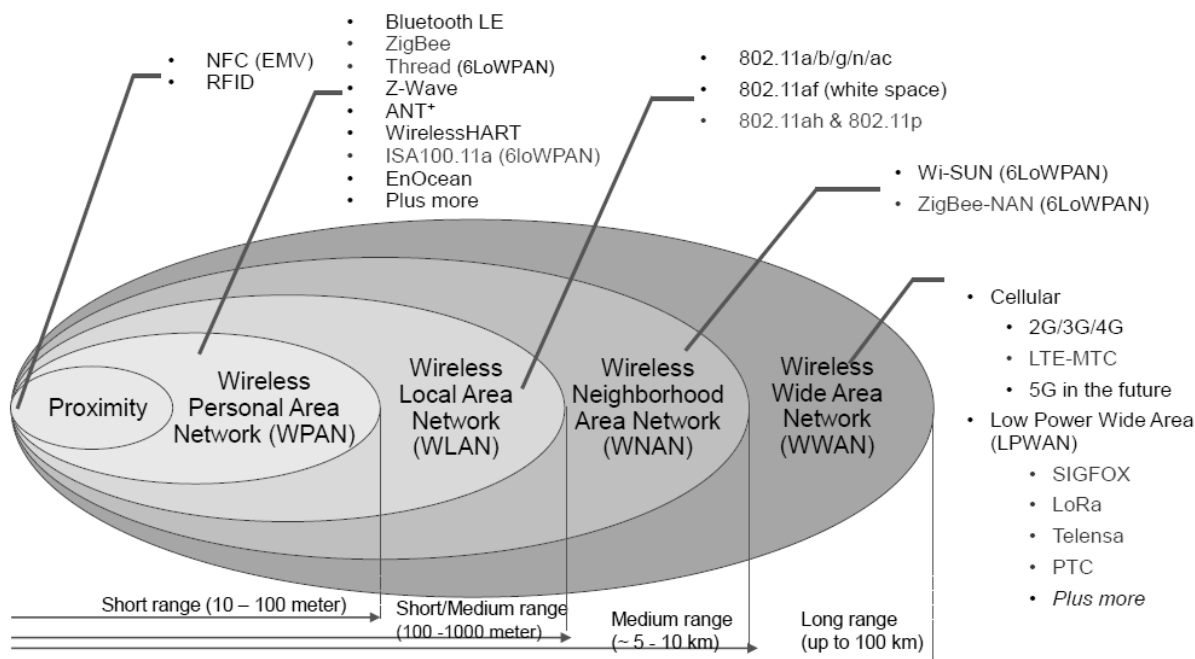 • NFC (EMV)
• RFID
• Bluetooth LE
• ZigBee
• Thread (6LoWPAN)
• Z-Wave
• ANT⁺
• WirelessHART
• ISA100.11a (6loWPAN)
• EnOcean
• Plus more
• 802.11a/b/g/n/ac
• 802.11af (white space)
• 802.11ah & 802.11p
• Wi-SUN (6LoWPAN)
• ZigBee-NAN (6LoWPAN)
• Cellular
• 2G/3G/4G
• LTE-MTC
• 5G in the future
• Low Power Wide Area
(LPWAN)
• SIGFOX
• LoRa
• Telensa
• PTC
• Plus more
Proximity
Wireless
Personal Area
Network (WPAN)
Wireless
Local Area
Network
(WLAN)
Wireless
Neighborhood
Area Network
(WNAN)
Wireless
Wide Area
Network
(WWAN)
Short range (10 – 100 meter)
Short/Medium range
(100 -1000 meter)
Medium range
(~ 5 - 10 km)
Long range
(up to 100 km)